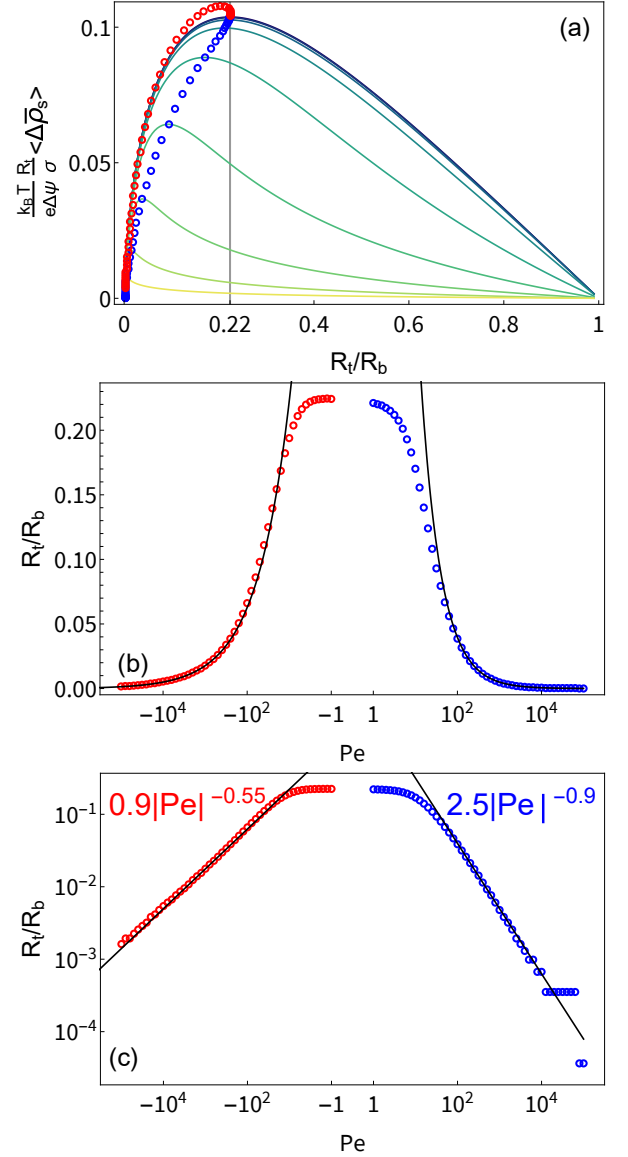 (a)
0.1
0.05
0
k_BT/eΔψ R_t/σ <Δρ̅_s>
0 0.22 0.4 0.6 0.8 1
R_t/R_b
0.20
0.15
0.10
0.05
0.00
R_t/R_b
(b)
−10^4 −10^2 −1 1 10^2 10^4
Pe
0.9|Pe|^−0.55 2.5|Pe|^−0.9
10^−1
10^−2
10^−3
10^−4
R_t/R_b
(c)
−10^4 −10^2 −1 1 10^2 10^4
Pe